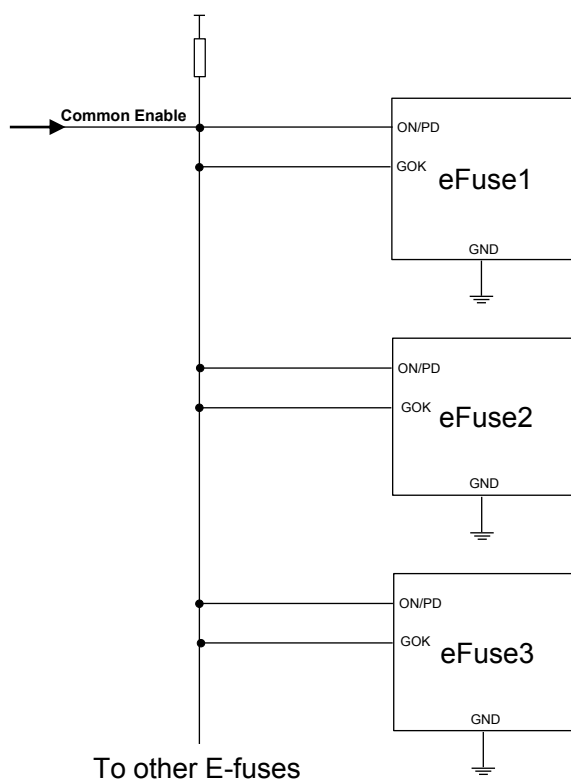 Common Enable
ON/PD
GOK
eFuse1
GND
ON/PD
GOK
eFuse2
GND
ON/PD
GOK
eFuse3
GND
To other E-fuses